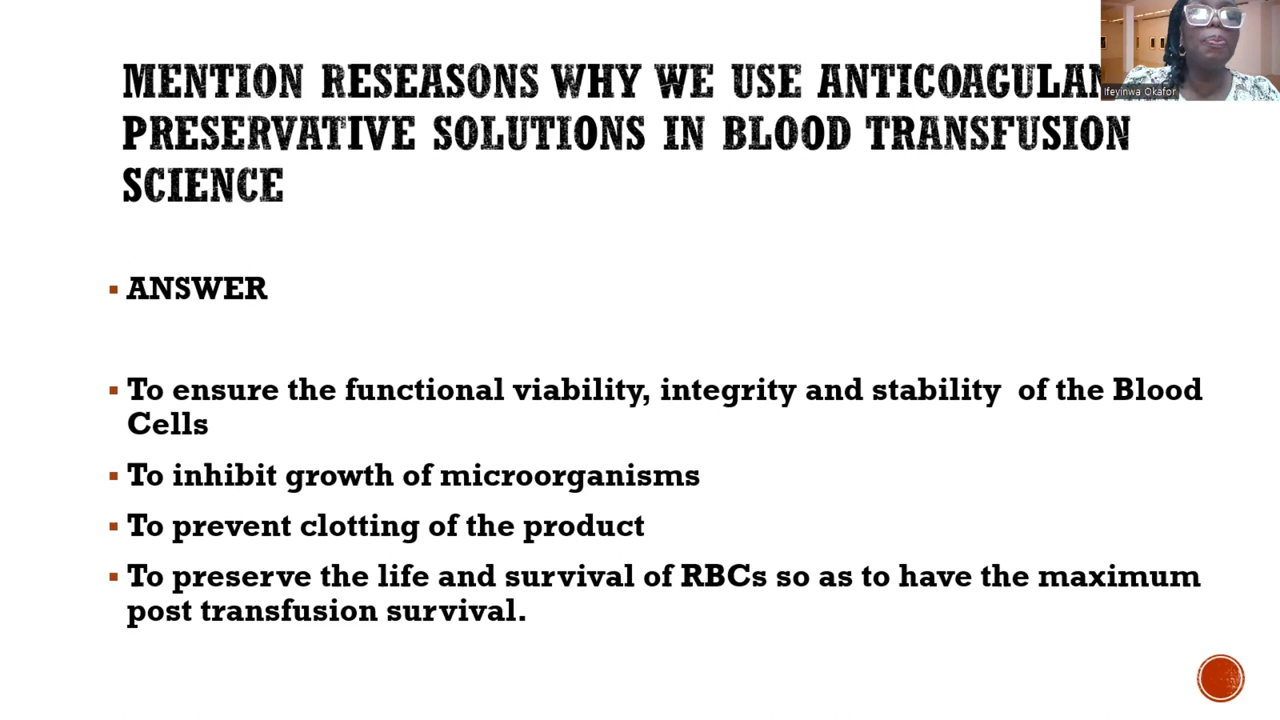 MENTION RESEASONS WHY WE USE
PRESERVATIVE SOLUTIONS IN BLOOD TRANSFUSION
SCIENCE
Ifeyinwa Okafor
ANSWER
To ensure the functional viability, integrity and stability of the Blood
Cells
To inhibit growth of microorganisms
To prevent clotting of the product
To preserve the life and survival of RBCs so as to have the maximum
post transfusion survival.